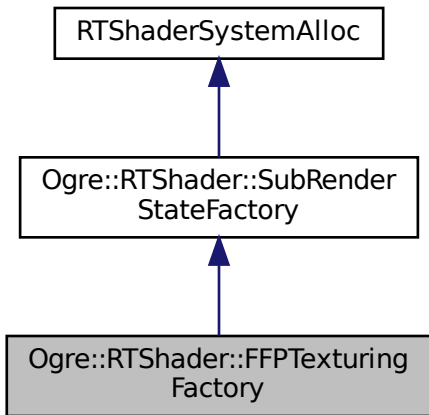 RTShaderSystemAlloc
Ogre::RTShader::SubRender
StateFactory
Ogre::RTShader::FFPTexturing
Factory